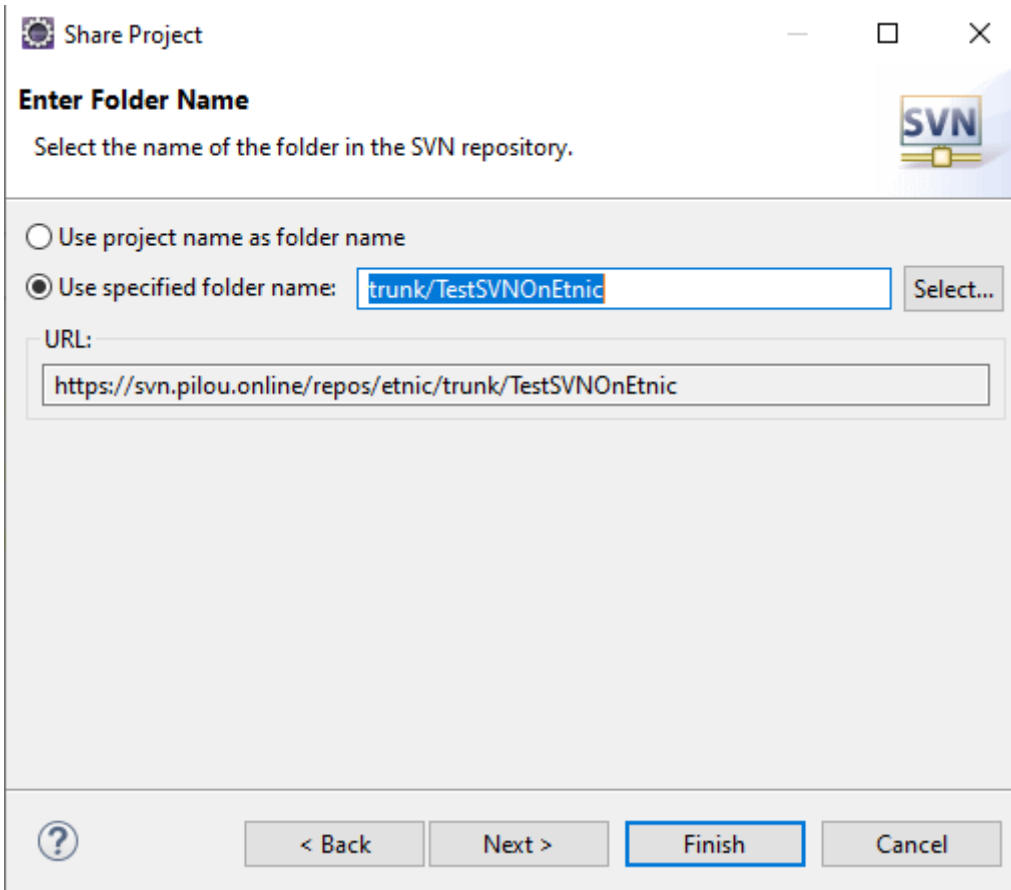 Share Project
Enter Folder Name
Select the name of the folder in the SVN repository.
SVN
Use project name as folder name
Use specified folder name: trunk/TestSVNOnEtnic Select...
URL:
https://svn.pilou.online/repos/etnic/trunk/TestSVNOnEtnic
? < Back Next > Finish Cancel